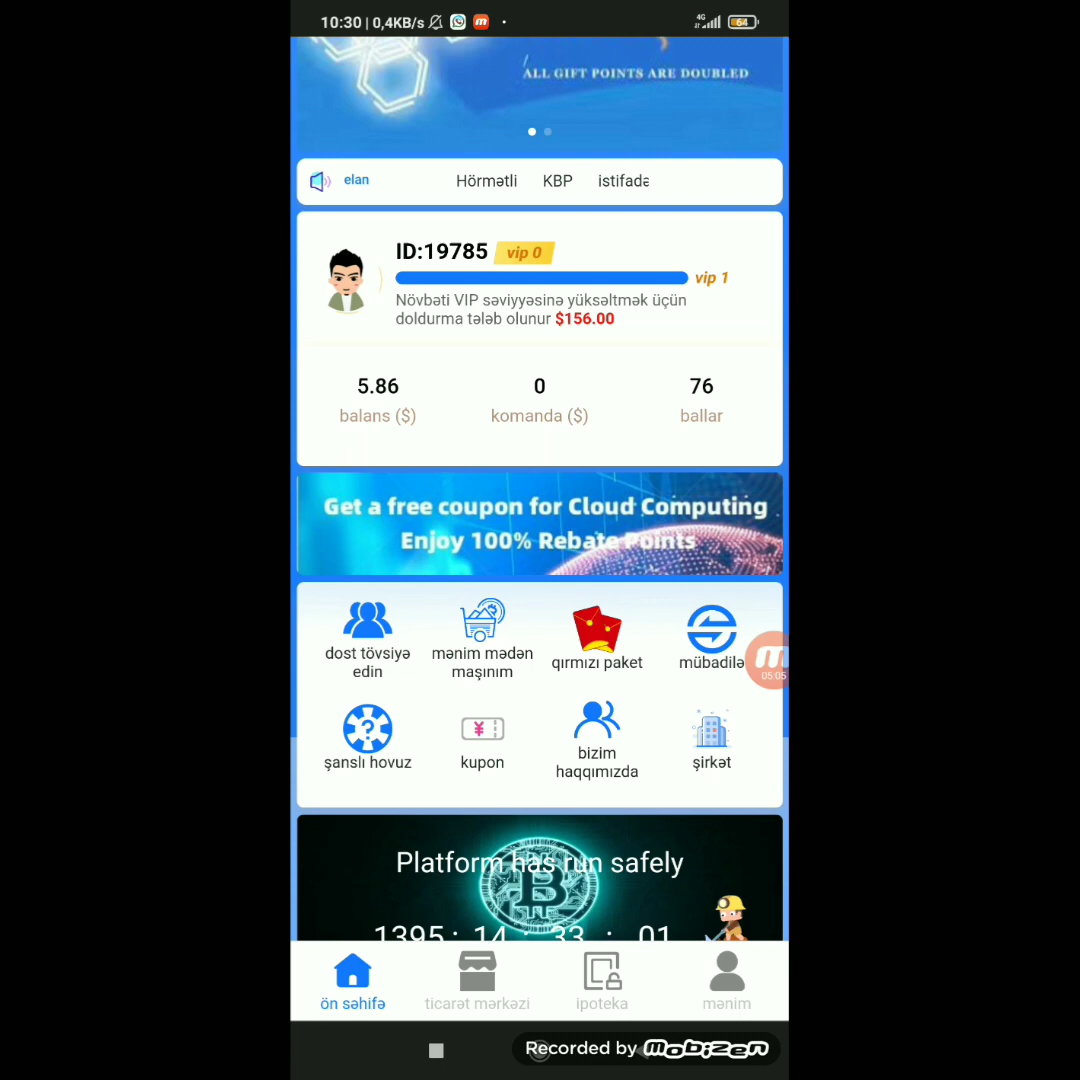 10:30 | 0,4KB/s
4G
64
ALL GIFT POINTS ARE DOUBLED
elan
Hörmətli KBP istifadə
ID:19785 vip 0
vip 1
Növbəti VIP səviyyəsinə yüksəltmək üçün
doldurma tələb olunur $156.00
5.86 0 76
balans ($) komanda ($) ballar
Get a free coupon for Cloud Computing
Enjoy 100% Rebate Points
dost tövsiyə
edin
mənim mədən
maşınım
qırmızı paket
mübadilə
05:05
şanslı hovuz
kupon
bizim
haqqımızda
şirkət
Platform has run safely
1395 : 14 : 33 : 01
ön səhifə ticarət mərkəzi ipoteka mənim
Recorded by mobizen